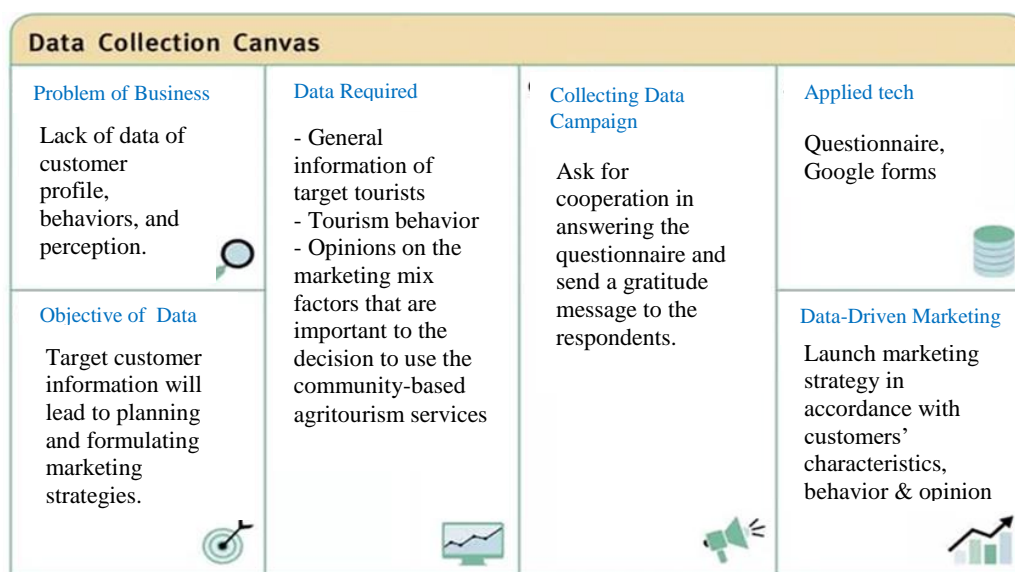 Data Collection Canvas
Problem of Business
Lack of data of
customer
profile,
behaviors, and
perception.
Objective of Data
Target customer
information will
lead to planning
and formulating
marketing
strategies.
Data Required
- General
information of
target tourists
- Tourism behavior
- Opinions on the
marketing mix
factors that are
important to the
decision to use the
community-based
agritourism services
Collecting Data
Campaign
Ask for
cooperation in
answering the
questionnaire and
send a gratitude
message to the
respondents.
Applied tech
Questionnaire,
Google forms
Data-Driven Marketing
Launch marketing
strategy in
accordance with
customers’
characteristics,
behavior & opinion